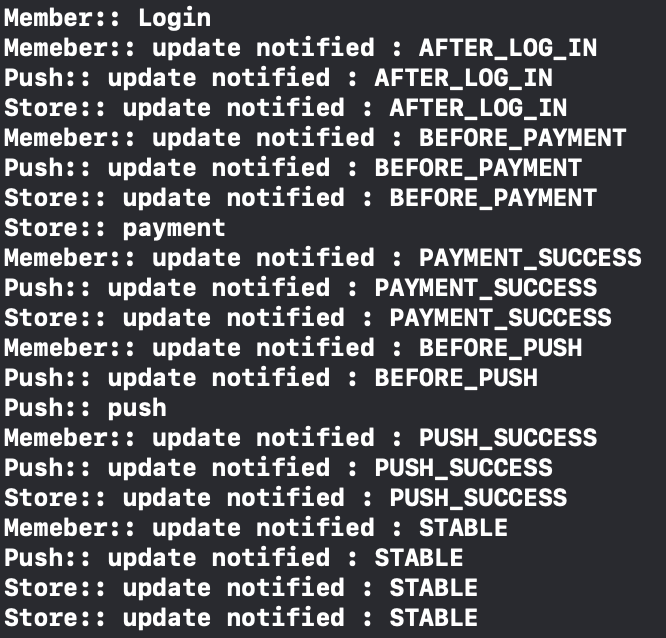 Member:: Login
Memeber:: update notified : AFTER_LOG_IN
Push:: update notified : AFTER_LOG_IN
Store:: update notified : AFTER_LOG_IN
Memeber:: update notified : BEFORE_PAYMENT
Push:: update notified : BEFORE_PAYMENT
Store:: update notified : BEFORE_PAYMENT
Store:: payment
Memeber:: update notified : PAYMENT_SUCCESS
Push:: update notified : PAYMENT_SUCCESS
Store:: update notified : PAYMENT_SUCCESS
Memeber:: update notified : BEFORE_PUSH
Push:: update notified : BEFORE_PUSH
Push:: push
Memeber:: update notified : PUSH_SUCCESS
Push:: update notified : PUSH_SUCCESS
Store:: update notified : PUSH_SUCCESS
Memeber:: update notified : STABLE
Push:: update notified : STABLE
Store:: update notified : STABLE
Store:: update notified : STABLE